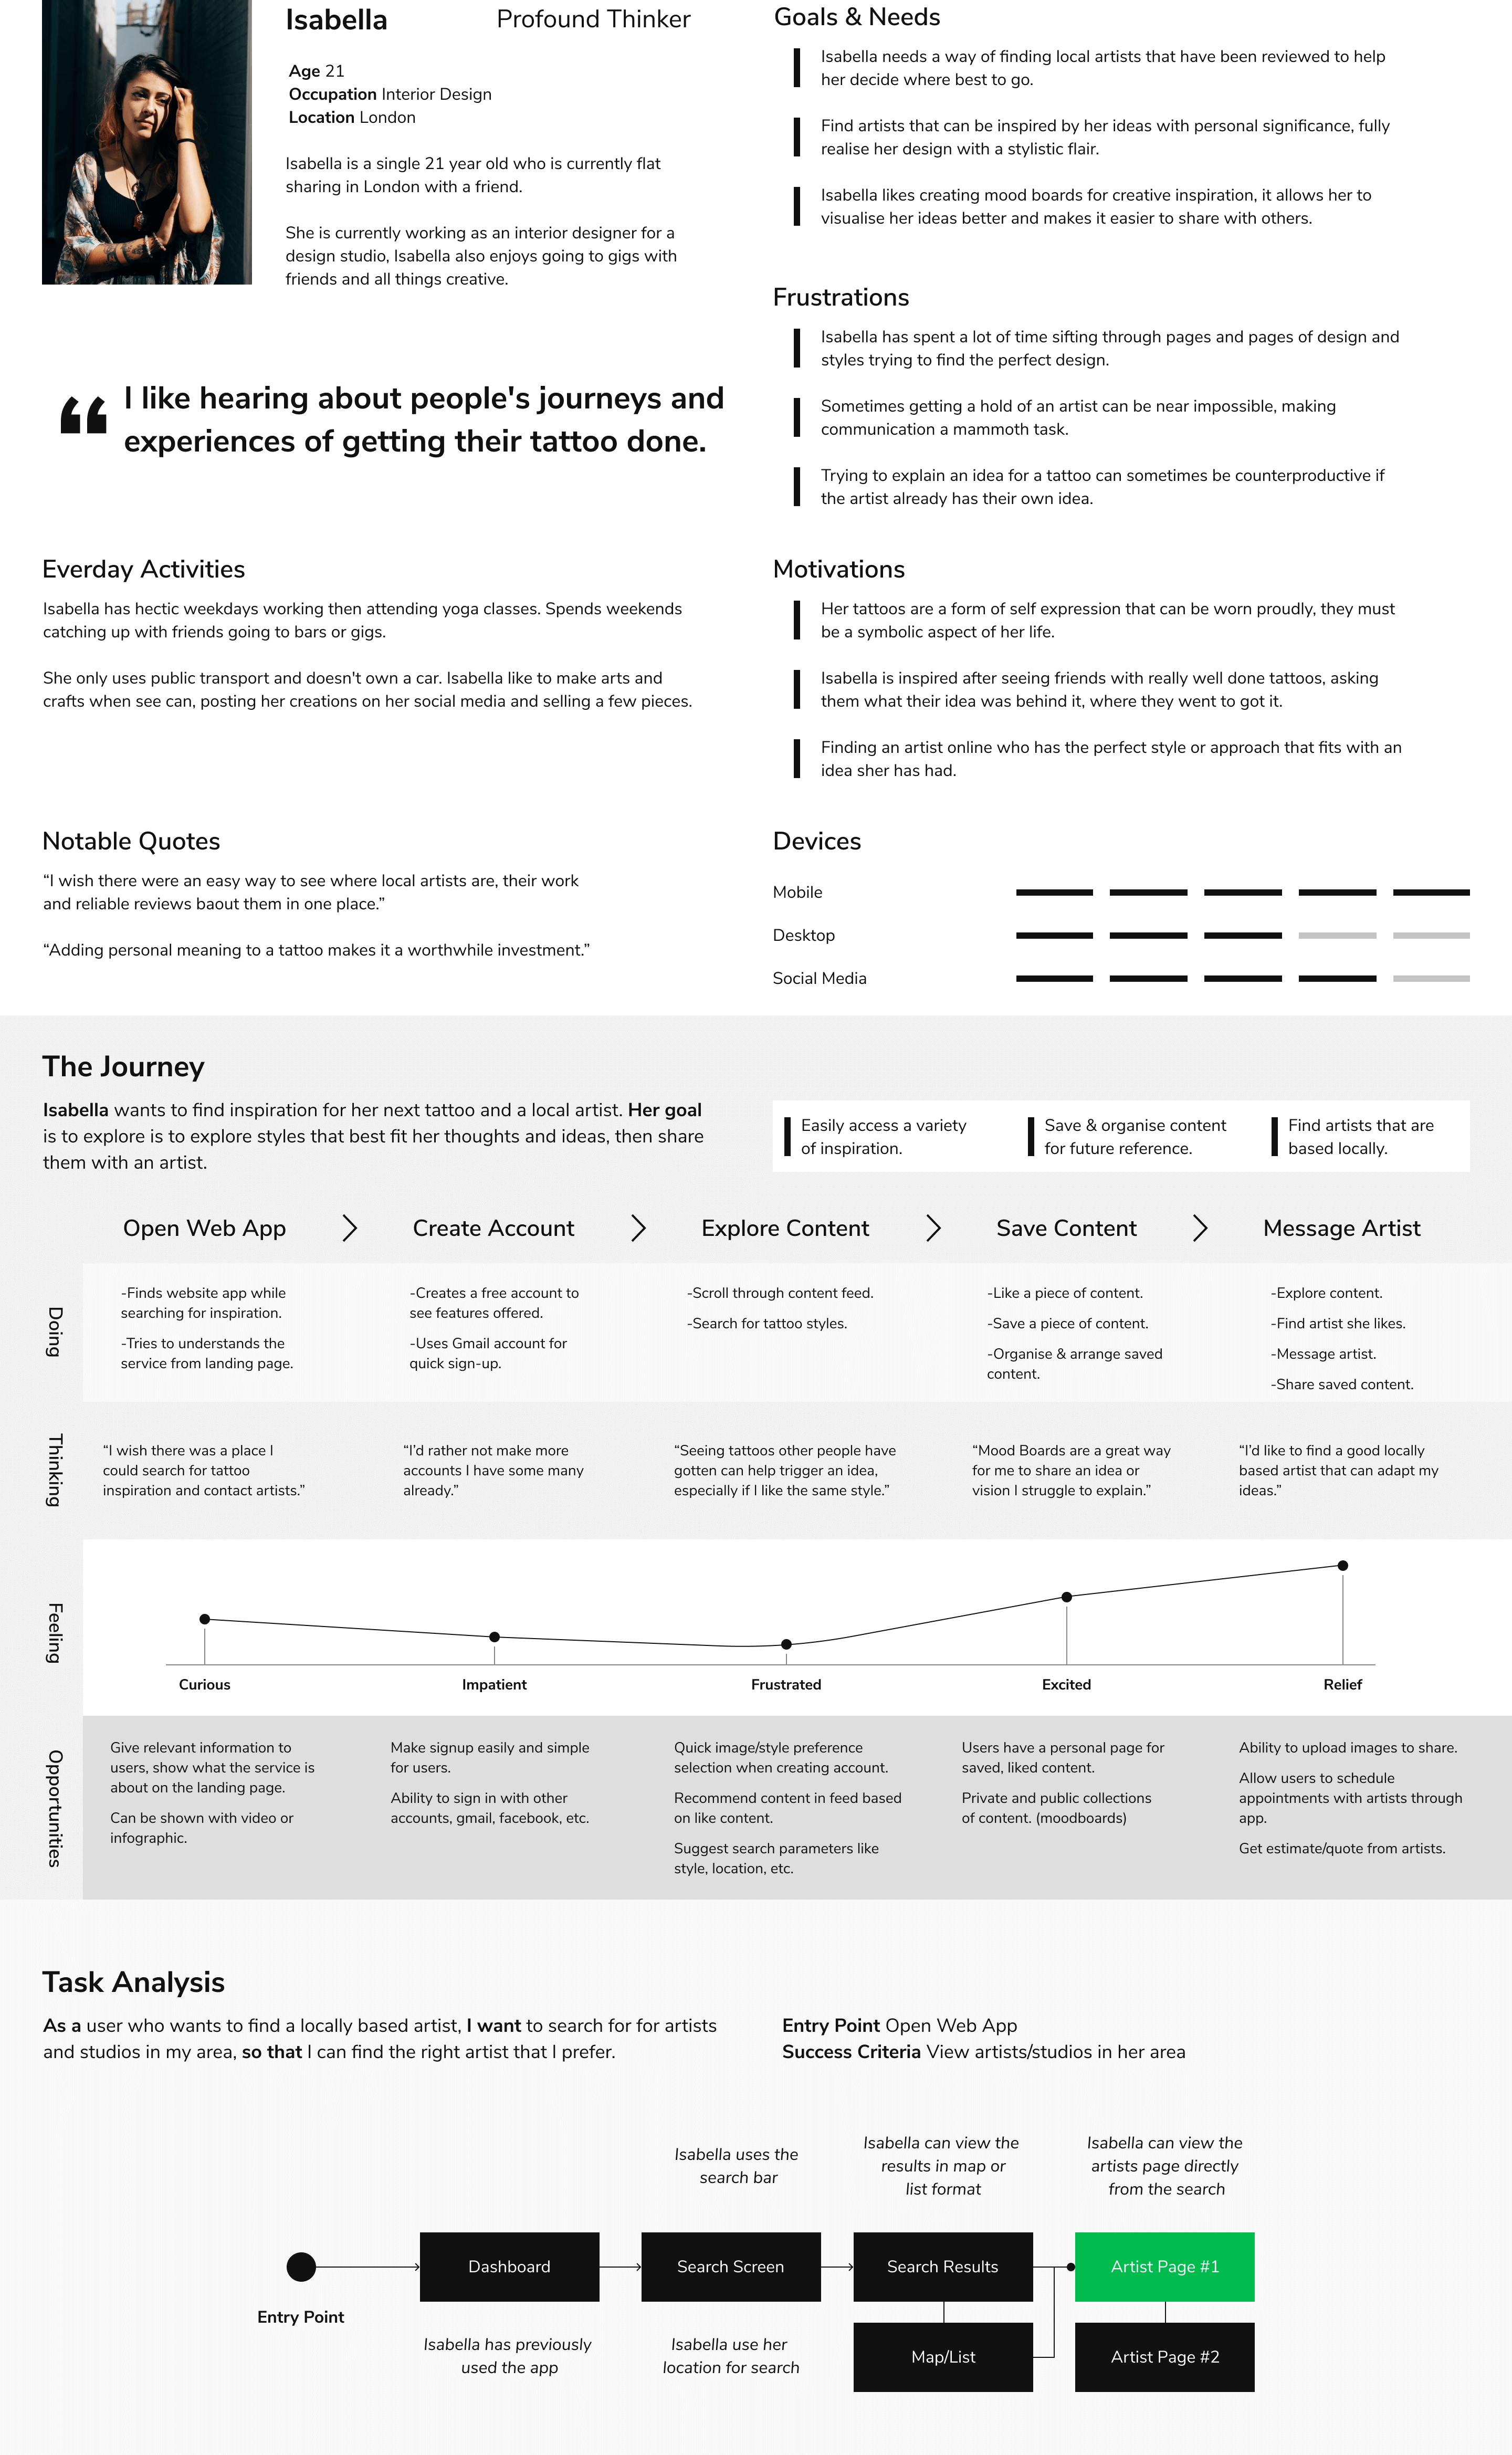 Isabella
Profound Thinker
Age 21
Occupation Interior Design
Location London
Isabella is a single 21 year old who is currently flat
sharing in London with a friend.
She is currently working as an interior designer for a
design studio, Isabella also enjoys going to gigs with
friends and all things creative.
“
I like hearing about people's journeys and
experiences of getting their tattoo done.
Everday Activities
Isabella has hectic weekdays working then attending yoga classes. Spends weekends
catching up with friends going to bars or gigs.
She only uses public transport and doesn't own a car. Isabella like to make arts and
crafts when see can, posting her creations on her social media and selling a few pieces.
Notable Quotes
“I wish there were an easy way to see where local artists are, their work
and reliable reviews baout them in one place.”
“Adding personal meaning to a tattoo makes it a worthwhile investment.”
Goals & Needs
Isabella needs a way of finding local artists that have been reviewed to help
her decide where best to go.
Find artists that can be inspired by her ideas with personal significance, fully
realise her design with a stylistic flair.
Isabella likes creating mood boards for creative inspiration, it allows her to
visualise her ideas better and makes it easier to share with others.
Frustrations
Isabella has spent a lot of time sifting through pages and pages of design and
styles trying to find the perfect design.
Sometimes getting a hold of an artist can be near impossible, making
communication a mammoth task.
Trying to explain an idea for a tattoo can sometimes be counterproductive if
the artist already has their own idea.
Motivations
Her tattoos are a form of self expression that can be worn proudly, they must
be a symbolic aspect of her life.
Isabella is inspired after seeing friends with really well done tattoos, asking
them what their idea was behind it, where they went to got it.
Finding an artist online who has the perfect style or approach that fits with an
idea sher has had.
Devices
Mobile
Desktop
Social Media
The Journey
Isabella wants to find inspiration for her next tattoo and a local artist. Her goal
is to explore is to explore styles that best fit her thoughts and ideas, then share
them with an artist.
Easily access a variety
of inspiration.
Save & organise content
for future reference.
Find artists that are
based locally.
Open Web App
Create Account
Explore Content
Save Content
Message Artist
Doing
-Finds website app while
searching for inspiration.
-Tries to understands the
service from landing page.
-Creates a free account to
see features offered.
-Uses Gmail account for
quick sign-up.
-Scroll through content feed.
-Search for tattoo styles.
-Like a piece of content.
-Save a piece of content.
-Organise & arrange saved
content.
-Explore content.
-Find artist she likes.
-Message artist.
-Share saved content.
Thinking
“I wish there was a place I
could search for tattoo
inspiration and contact artists.”
“I’d rather not make more
accounts I have some many
already.”
“Seeing tattoos other people have
gotten can help trigger an idea,
especially if I like the same style.”
“Mood Boards are a great way
for me to share an idea or
vision I struggle to explain.”
“I’d like to find a good locally
based artist that can adapt my
ideas.”
Feeling
Curious
Impatient
Frustrated
Excited
Relief
Opportunities
Give relevant information to
users, show what the service is
about on the landing page.
Can be shown with video or
infographic.
Make signup easily and simple
for users.
Ability to sign in with other
accounts, gmail, facebook, etc.
Quick image/style preference
selection when creating account.
Recommend content in feed based
on like content.
Suggest search parameters like
style, location, etc.
Users have a personal page for
saved, liked content.
Private and public collections
of content. (moodboards)
Ability to upload images to share.
Allow users to schedule
appointments with artists through
app.
Get estimate/quote from artists.
Task Analysis
As a user who wants to find a locally based artist, I want to search for for artists
and studios in my area, so that I can find the right artist that I prefer.
Entry Point Open Web App
Success Criteria View artists/studios in her area
Isabella uses the
search bar
Isabella can view the
results in map or
list format
Isabella can view the
artists page directly
from the search
Dashboard
Search Screen
Search Results
Artist Page #1
Entry Point
Isabella has previously
used the app
Isabella use her
location for search
Map/List
Artist Page #2